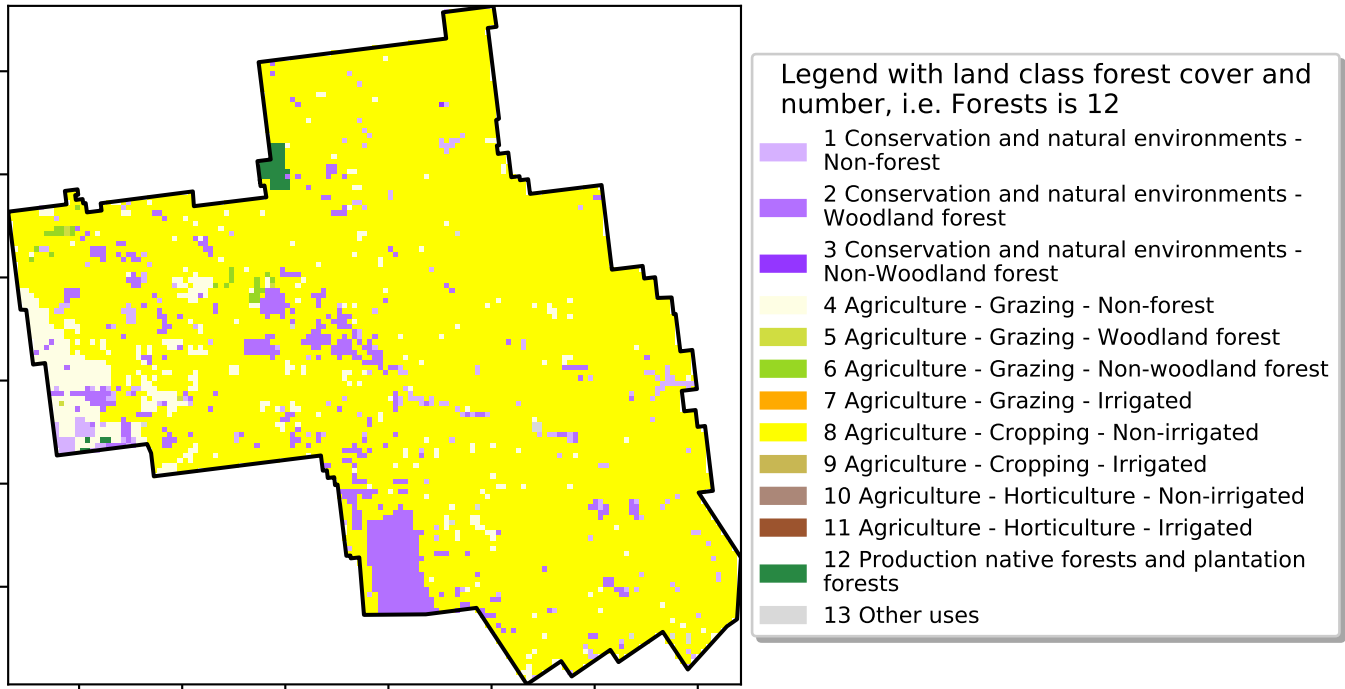 Legend with land class forest cover and
number, i.e. Forests is 12
1 Conservation and natural environments -
Non-forest
2 Conservation and natural environments -
Woodland forest
3 Conservation and natural environments -
Non-Woodland forest
4 Agriculture - Grazing - Non-forest
5 Agriculture - Grazing - Woodland forest
6 Agriculture - Grazing - Non-woodland forest
7 Agriculture - Grazing - Irrigated
8 Agriculture - Cropping - Non-irrigated
9 Agriculture - Cropping - Irrigated
10 Agriculture - Horticulture - Non-irrigated
11 Agriculture - Horticulture - Irrigated
12 Production native forests and plantation
forests
13 Other uses